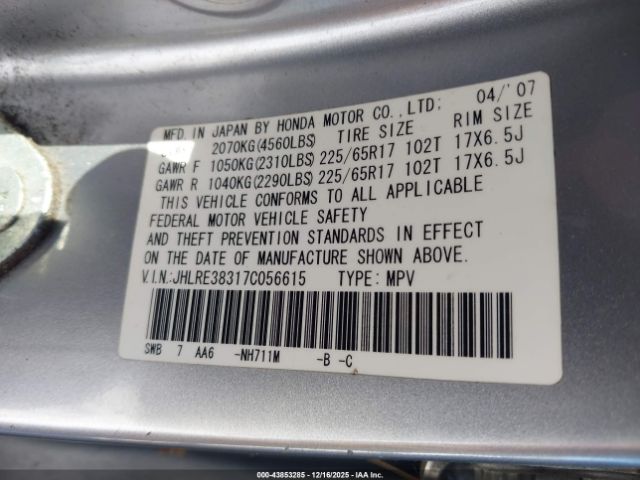 MFD. IN JAPAN BY HONDA MOTOR CO., LTD; 04/'07
2070KG(4560LBS) TIRE SIZE RIM SIZE
GAWR F 1050KG(2310LBS) 225/65R17 102T 17X6.5J
GAWR R 1040KG(2290LBS) 225/65R17 102T 17X6.5J
THIS VEHICLE CONFORMS TO ALL APPLICABLE
FEDERAL MOTOR VEHICLE SAFETY
AND THEFT PREVENTION STANDARDS IN EFFECT
ON THE DATE OF MANUFACTURE SHOWN ABOVE.
V.I.N.:JHLRE38317C056615 TYPE: MPV
SWB 7 AA6 -NH711M -B -C
000-43853285 - 12/16/2025 - IAA Inc.